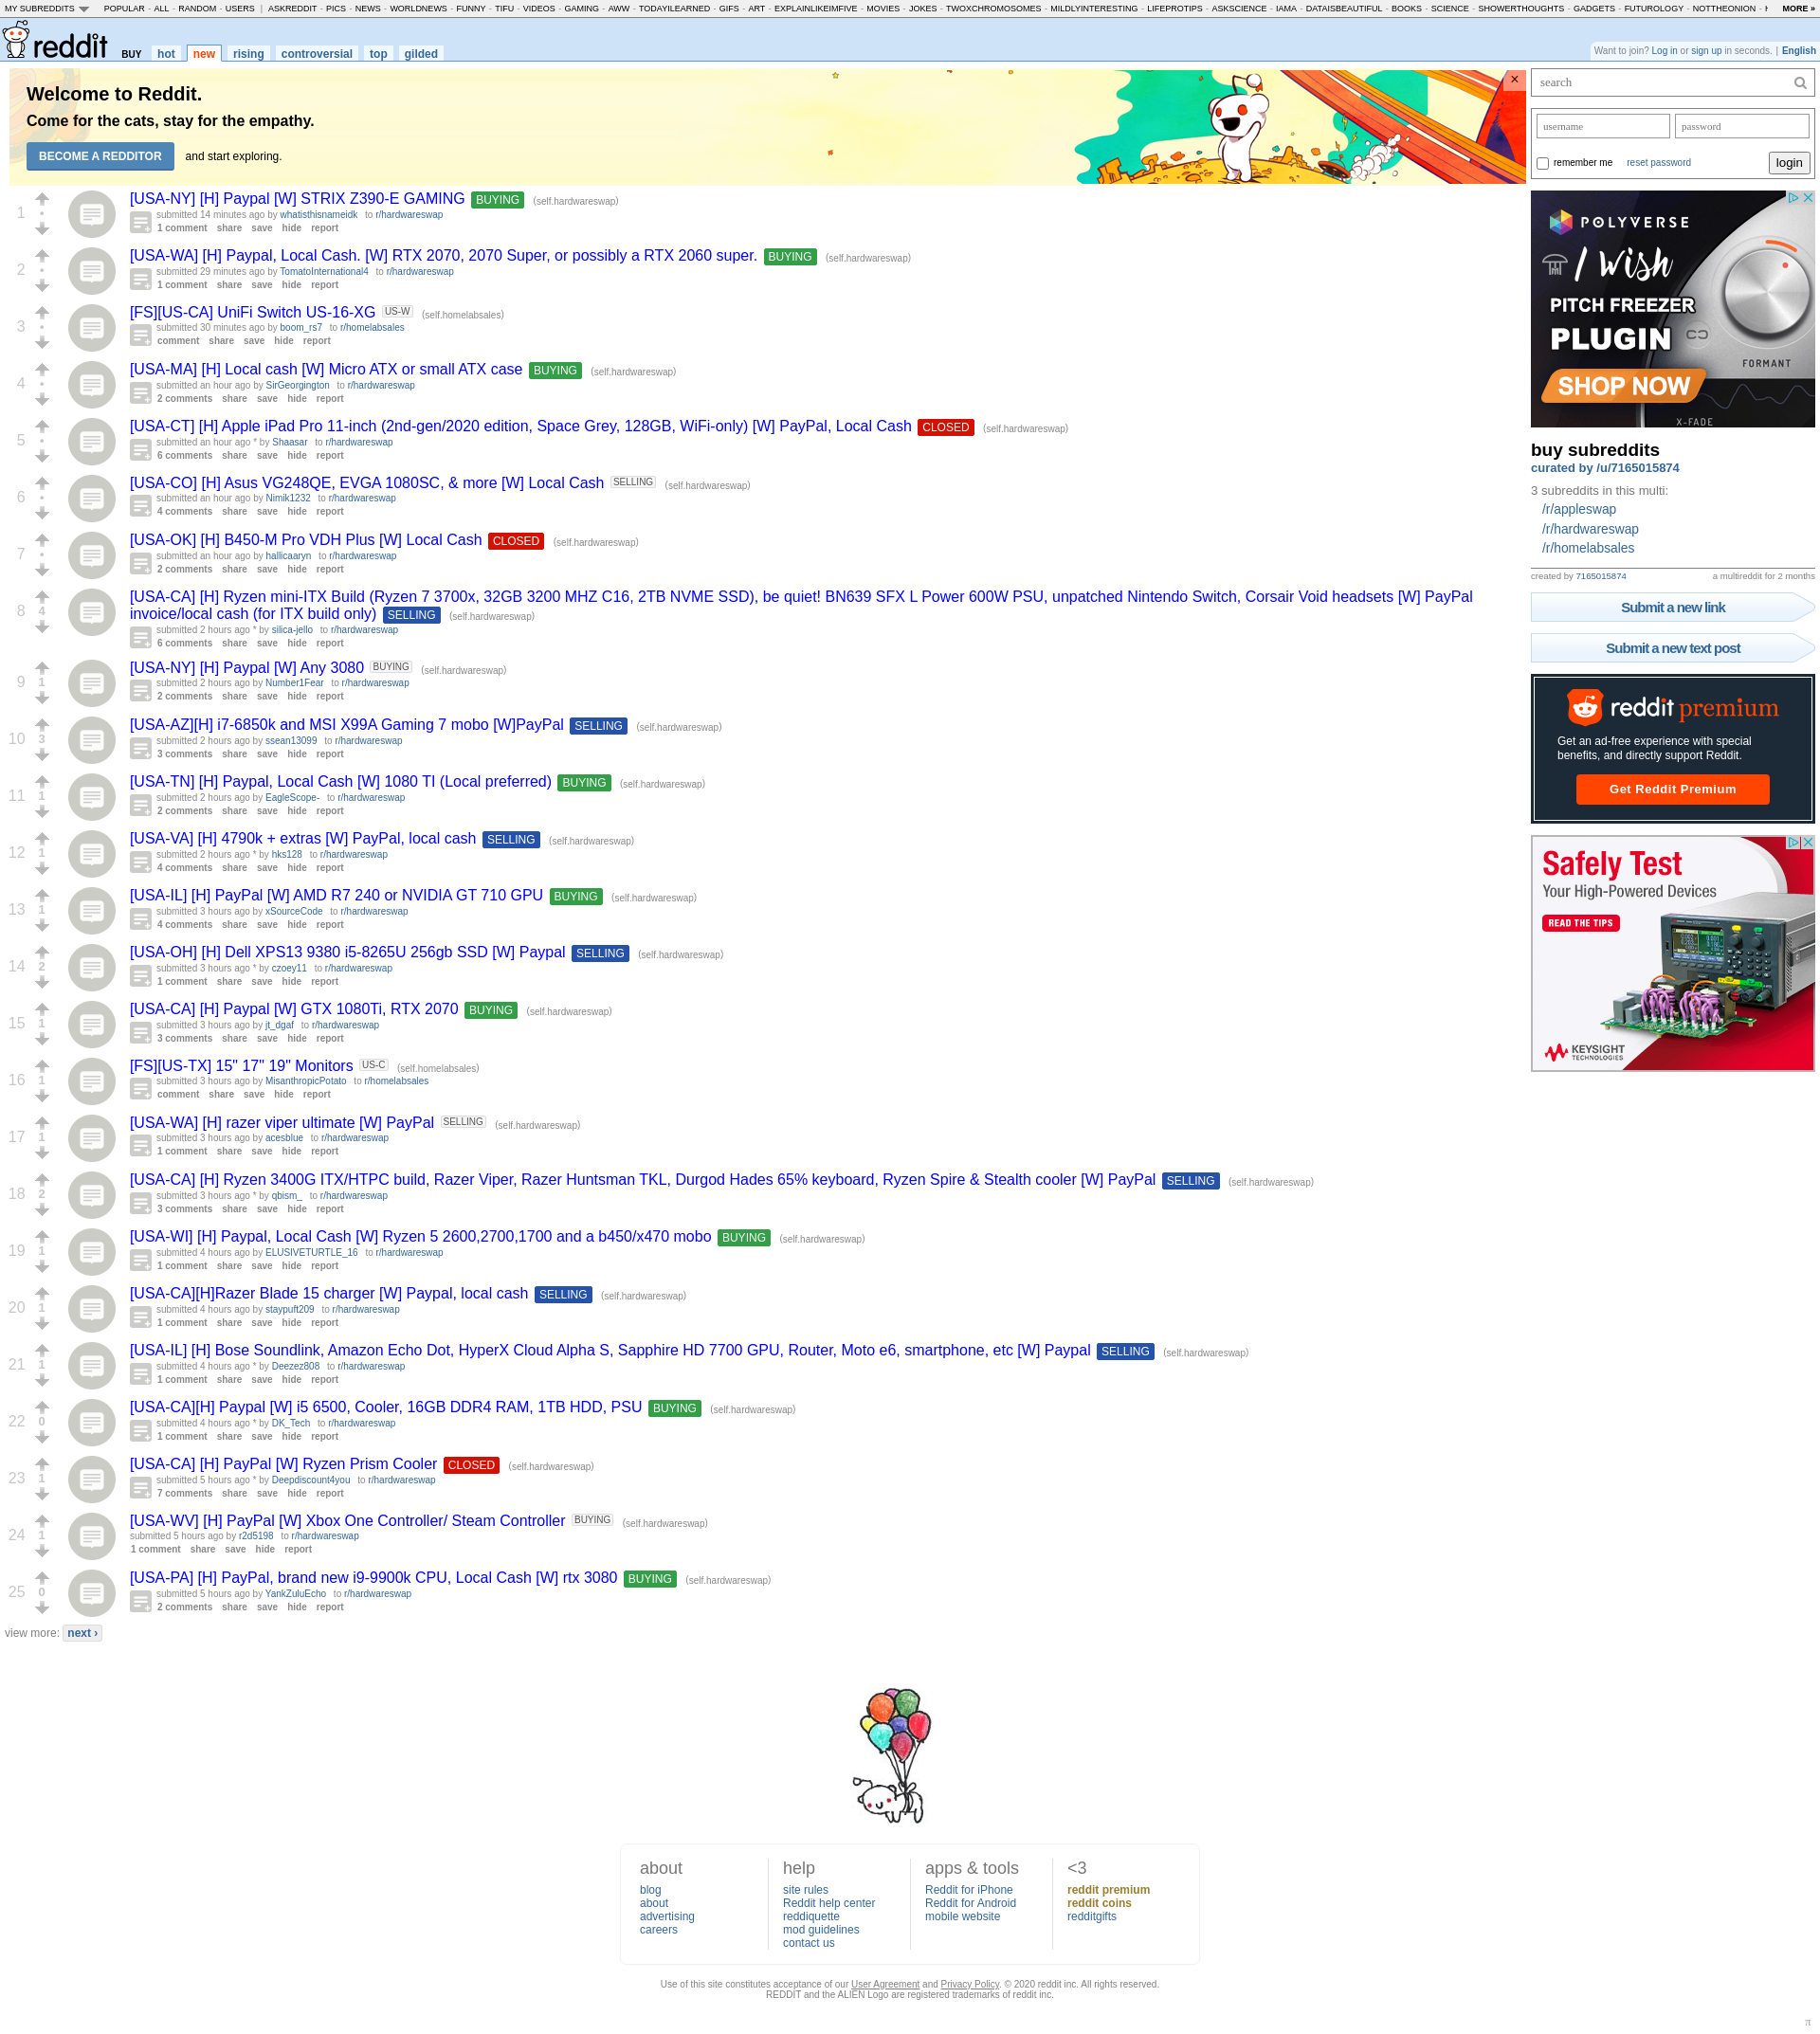 MY SUBREDDITS POPULAR - ALL - RANDOM - USERS | ASKREDDIT - PICS - NEWS - WORLDNEWS - FUNNY - TIFU - VIDEOS - GAMING - AWW - TODAYILEARNED - GIFS - ART - EXPLAINLIKEIMFIVE - MOVIES - JOKES - TWOXCHROMOSOMES - MILDLYINTERESTING - LIFEPROTIPS - ASKSCIENCE - IAMA - DATAISBEAUTIFUL - BOOKS - SCIENCE - SHOWERTHOUGHTS - GADGETS - FUTUROLOGY - NOTTHEONION - MORE »
reddit BUY hot new rising controversial top gilded
Want to join? Log in or sign up in seconds. | English
Welcome to Reddit.
Come for the cats, stay for the empathy.
BECOME A REDDITOR and start exploring.
×
1
[USA-NY] [H] Paypal [W] STRIX Z390-E GAMING BUYING (self.hardwareswap)
submitted 14 minutes ago by whatisthisnameidk to r/hardwareswap
1 comment share save hide report
2
[USA-WA] [H] Paypal, Local Cash. [W] RTX 2070, 2070 Super, or possibly a RTX 2060 super. BUYING (self.hardwareswap)
submitted 29 minutes ago by TomatoInternational4 to r/hardwareswap
1 comment share save hide report
3
[FS][US-CA] UniFi Switch US-16-XG US-W (self.homelabsales)
submitted 30 minutes ago by boom_rs7 to r/homelabsales
comment share save hide report
4
[USA-MA] [H] Local cash [W] Micro ATX or small ATX case BUYING (self.hardwareswap)
submitted an hour ago by SirGeorgington to r/hardwareswap
2 comments share save hide report
5
[USA-CT] [H] Apple iPad Pro 11-inch (2nd-gen/2020 edition, Space Grey, 128GB, WiFi-only) [W] PayPal, Local Cash CLOSED (self.hardwareswap)
submitted an hour ago * by Shaasar to r/hardwareswap
6 comments share save hide report
6
[USA-CO] [H] Asus VG248QE, EVGA 1080SC, & more [W] Local Cash SELLING (self.hardwareswap)
submitted an hour ago by Nimik1232 to r/hardwareswap
4 comments share save hide report
7
[USA-OK] [H] B450-M Pro VDH Plus [W] Local Cash CLOSED (self.hardwareswap)
submitted an hour ago by hallicaaryn to r/hardwareswap
2 comments share save hide report
8 4
[USA-CA] [H] Ryzen mini-ITX Build (Ryzen 7 3700x, 32GB 3200 MHZ C16, 2TB NVME SSD), be quiet! BN639 SFX L Power 600W PSU, unpatched Nintendo Switch, Corsair Void headsets [W] PayPal
invoice/local cash (for ITX build only) SELLING (self.hardwareswap)
submitted 2 hours ago * by silica-jello to r/hardwareswap
6 comments share save hide report
9 1
[USA-NY] [H] Paypal [W] Any 3080 BUYING (self.hardwareswap)
submitted 2 hours ago by Number1Fear to r/hardwareswap
2 comments share save hide report
10 3
[USA-AZ][H] i7-6850k and MSI X99A Gaming 7 mobo [W]PayPal SELLING (self.hardwareswap)
submitted 2 hours ago by ssean13099 to r/hardwareswap
3 comments share save hide report
11 1
[USA-TN] [H] Paypal, Local Cash [W] 1080 TI (Local preferred) BUYING (self.hardwareswap)
submitted 2 hours ago by EagleScope- to r/hardwareswap
2 comments share save hide report
12 1
[USA-VA] [H] 4790k + extras [W] PayPal, local cash SELLING (self.hardwareswap)
submitted 2 hours ago * by hks128 to r/hardwareswap
4 comments share save hide report
13 1
[USA-IL] [H] PayPal [W] AMD R7 240 or NVIDIA GT 710 GPU BUYING (self.hardwareswap)
submitted 3 hours ago by xSourceCode to r/hardwareswap
4 comments share save hide report
14 2
[USA-OH] [H] Dell XPS13 9380 i5-8265U 256gb SSD [W] Paypal SELLING (self.hardwareswap)
submitted 3 hours ago * by czoey11 to r/hardwareswap
1 comment share save hide report
15 1
[USA-CA] [H] Paypal [W] GTX 1080Ti, RTX 2070 BUYING (self.hardwareswap)
submitted 3 hours ago by jt_dgaf to r/hardwareswap
3 comments share save hide report
16 1
[FS][US-TX] 15" 17" 19" Monitors US-C (self.homelabsales)
submitted 3 hours ago by MisanthropicPotato to r/homelabsales
comment share save hide report
17 1
[USA-WA] [H] razer viper ultimate [W] PayPal SELLING (self.hardwareswap)
submitted 3 hours ago by acesblue to r/hardwareswap
1 comment share save hide report
18 2
[USA-CA] [H] Ryzen 3400G ITX/HTPC build, Razer Viper, Razer Huntsman TKL, Durgod Hades 65% keyboard, Ryzen Spire & Stealth cooler [W] PayPal SELLING (self.hardwareswap)
submitted 3 hours ago * by qbism_ to r/hardwareswap
3 comments share save hide report
19 1
[USA-WI] [H] Paypal, Local Cash [W] Ryzen 5 2600,2700,1700 and a b450/x470 mobo BUYING (self.hardwareswap)
submitted 4 hours ago by ELUSIVETURTLE_16 to r/hardwareswap
1 comment share save hide report
20 1
[USA-CA][H]Razer Blade 15 charger [W] Paypal, local cash SELLING (self.hardwareswap)
submitted 4 hours ago by staypuft209 to r/hardwareswap
1 comment share save hide report
21 1
[USA-IL] [H] Bose Soundlink, Amazon Echo Dot, HyperX Cloud Alpha S, Sapphire HD 7700 GPU, Router, Moto e6, smartphone, etc [W] Paypal SELLING (self.hardwareswap)
submitted 4 hours ago * by Deezez808 to r/hardwareswap
1 comment share save hide report
22 0
[USA-CA][H] Paypal [W] i5 6500, Cooler, 16GB DDR4 RAM, 1TB HDD, PSU BUYING (self.hardwareswap)
submitted 4 hours ago * by DK_Tech to r/hardwareswap
1 comment share save hide report
23 1
[USA-CA] [H] PayPal [W] Ryzen Prism Cooler CLOSED (self.hardwareswap)
submitted 5 hours ago * by Deepdiscount4you to r/hardwareswap
7 comments share save hide report
24 1
[USA-WV] [H] PayPal [W] Xbox One Controller/ Steam Controller BUYING (self.hardwareswap)
submitted 5 hours ago by r2d5198 to r/hardwareswap
1 comment share save hide report
25 0
[USA-PA] [H] PayPal, brand new i9-9900k CPU, Local Cash [W] rtx 3080 BUYING (self.hardwareswap)
submitted 5 hours ago by YankZuluEcho to r/hardwareswap
2 comments share save hide report
view more: next ›
search
username password
remember me reset password login
POLYVERSE
I Wish
PITCH FREEZER
PLUGIN
FORMANT
SHOP NOW
X-FADE
buy subreddits
curated by /u/7165015874
3 subreddits in this multi:
/r/appleswap
/r/hardwareswap
/r/homelabsales
created by 7165015874 a multireddit for 2 months
Submit a new link
Submit a new text post
reddit premium
Get an ad-free experience with special
benefits, and directly support Reddit.
Get Reddit Premium
Safely Test
Your High-Powered Devices
READ THE TIPS
KEYSIGHT
TECHNOLOGIES
about
blog
about
advertising
careers
help
site rules
Reddit help center
reddiquette
mod guidelines
contact us
apps & tools
Reddit for iPhone
Reddit for Android
mobile website
<3
reddit premium
reddit coins
redditgifts
Use of this site constitutes acceptance of our User Agreement and Privacy Policy. © 2020 reddit inc. All rights reserved.
REDDIT and the ALIEN Logo are registered trademarks of reddit inc.
π